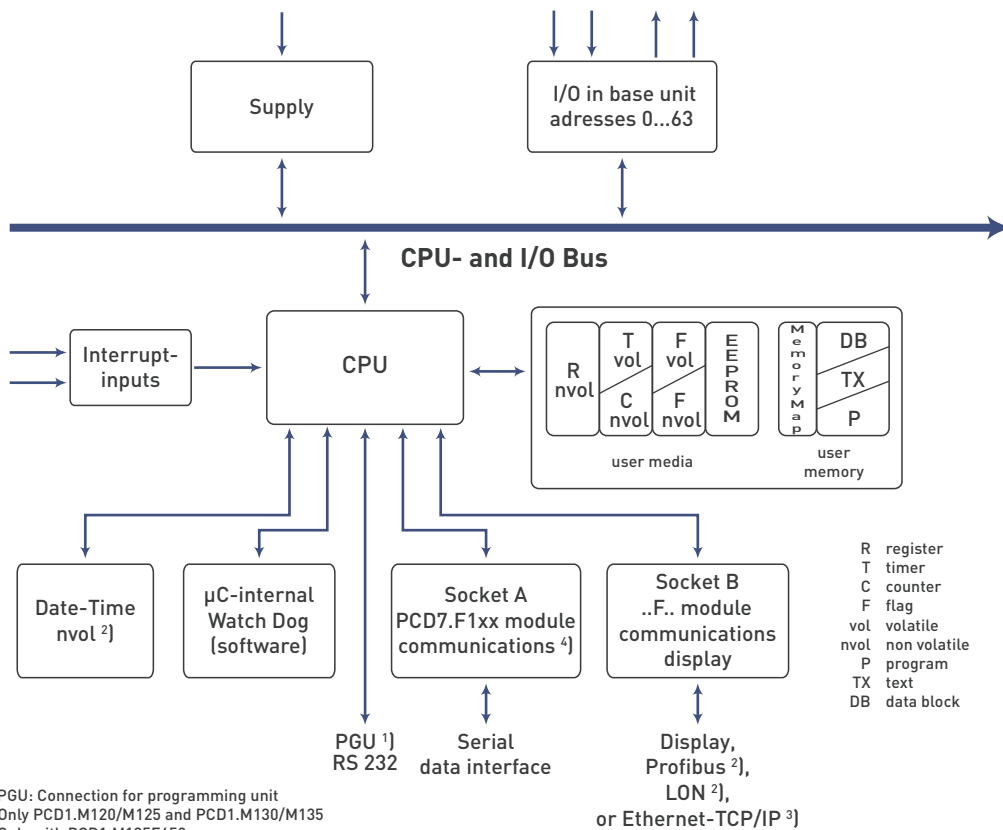 Supply
I/O in base unit
adresses 0...63
CPU- and I/O Bus
Interrupt-
inputs
CPU
R
nvol
T
vol
C
nvol
F
vol
F
nvol
EEPROM
MemoryMap
DB
TX
P
user media
user
memory
Date-Time
nvol ²)
µC-internal
Watch Dog
(software)
Socket A
PCD7.F1xx module
communications ⁴)
Socket B
..F.. module
communications
display
R register
T timer
C counter
F flag
vol volatile
nvol non volatile
P program
TX text
DB data block
PGU ¹)
RS 232
Serial
data interface
Display,
Profibus ²),
LON ²),
or Ethernet-TCP/IP ³)
PGU: Connection for programming unit
Only PCD1.M120/M125 and PCD1.M130/M135